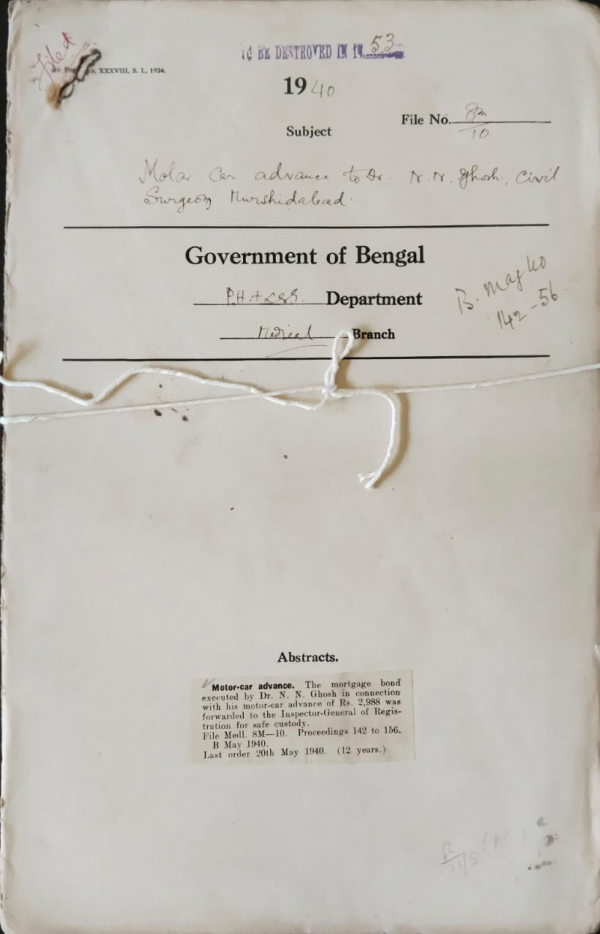 Filed
XXXVIII, S. I., 1934.
TO BE DESTROYED IN 19 53
1940
File No. 8M/10
Subject
Motor Car advance to Dr. N. N. Ghosh, Civil
Surgeon Murshidabad.
Government of Bengal
P.H & LSG Department
Medical Branch
B. May 40
142-56
Abstracts.
Motor-car advance. The mortgage bond
executed by Dr. N. N. Ghosh in connection
with his motor-car advance of Rs. 2,988 was
forwarded to the Inspector-General of Regis-
tration for safe custody.
File Medl. 8M—10. Proceedings 142 to 156.
B May 1940.
Last order 20th May 1940. (12 years.)